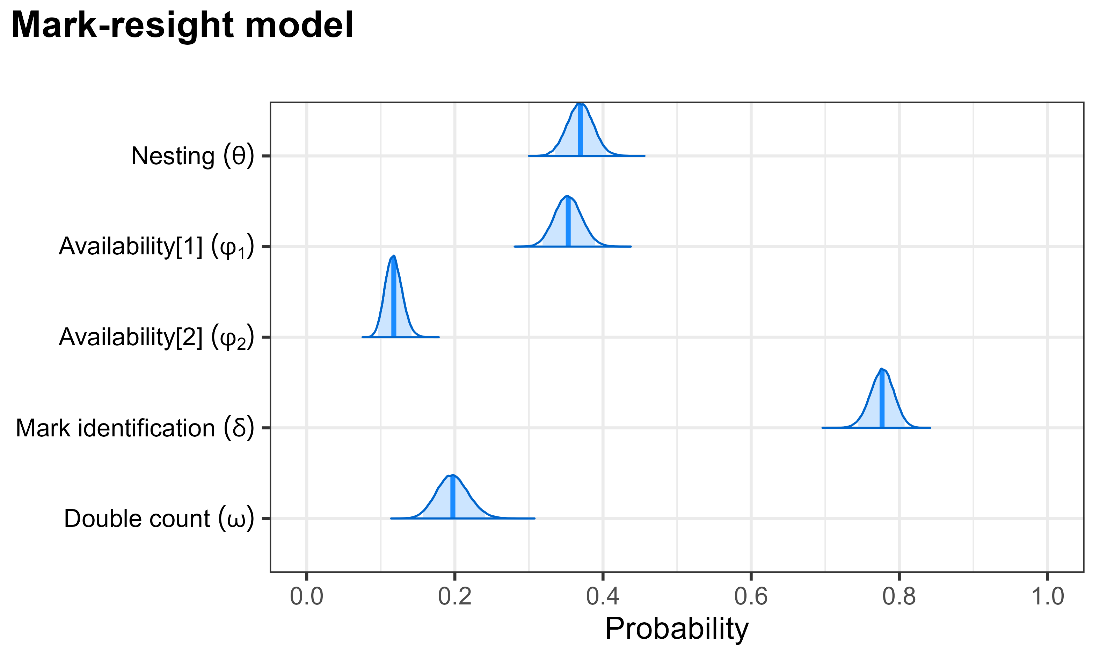 Mark-resight model
Nesting (θ)
Availability[1] (φ₁)
Availability[2] (φ₂)
Mark identification (δ)
Double count (ω)
0.0 0.2 0.4 0.6 0.8 1.0
Probability